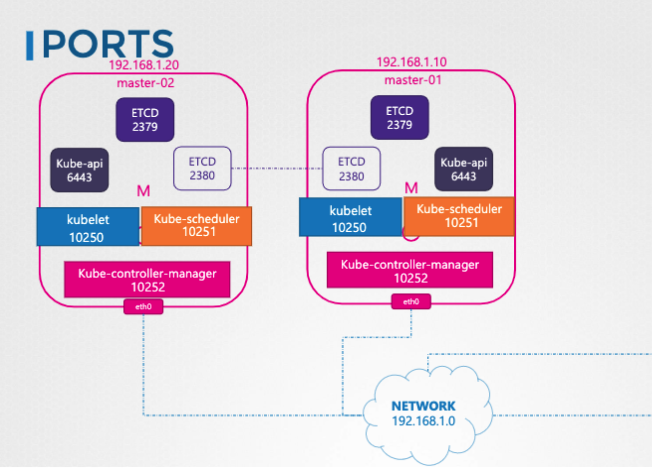 PORTS
192.168.1.20
master-02
ETCD
2379
Kube-api
6443
ETCD
2380
M
kubelet
10250
Kube-scheduler
10251
Kube-controller-manager
10252
eth0
192.168.1.10
master-01
ETCD
2379
ETCD
2380
Kube-api
6443
M
kubelet
10250
Kube-scheduler
10251
Kube-controller-manager
10252
eth0
NETWORK
192.168.1.0